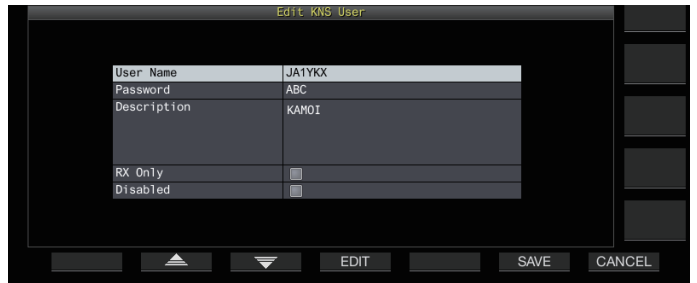 Edit KNS User
User Name JA1YKX
Password ABC
Description KAMOI
RX Only
Disabled
EDIT SAVE CANCEL